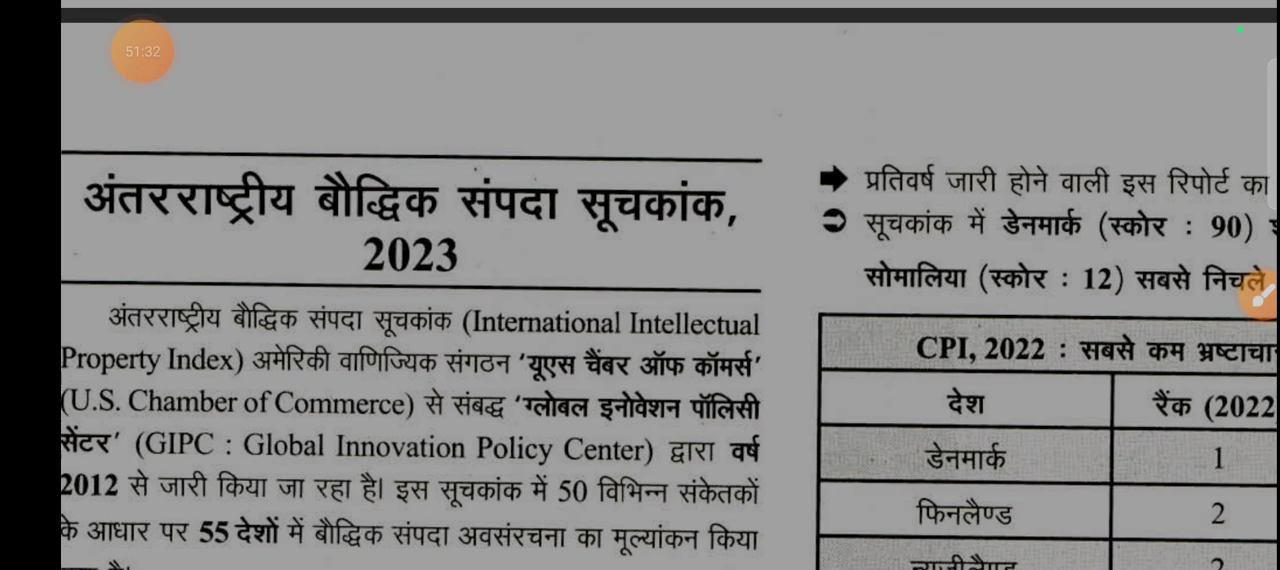 51:32
अंतरराष्ट्रीय बौद्धिक संपदा सूचकांक,
2023
अंतरराष्ट्रीय बौद्धिक संपदा सूचकांक (International Intellectual
Property Index) अमेरिकी वाणिज्यिक संगठन ‘यूएस चैंबर ऑफ कॉमर्स’
(U.S. Chamber of Commerce) से संबद्ध ‘ग्लोबल इनोवेशन पॉलिसी
सेंटर’ (GIPC : Global Innovation Policy Center) द्वारा वर्ष
2012 से जारी किया जा रहा है। इस सूचकांक में 50 विभिन्न संकेतकों
के आधार पर 55 देशों में बौद्धिक संपदा अवसंरचना का मूल्यांकन किया
➡ प्रतिवर्ष जारी होने वाली इस रिपोर्ट का
➲ सूचकांक में डेनमार्क (स्कोर : 90)
सोमालिया (स्कोर : 12) सबसे निचले
CPI, 2022 : सबसे कम भ्रष्टाचा
देश रैंक (2022
डेनमार्क 1
फिनलैण्ड 2
न्यूजीलैण्ड 2